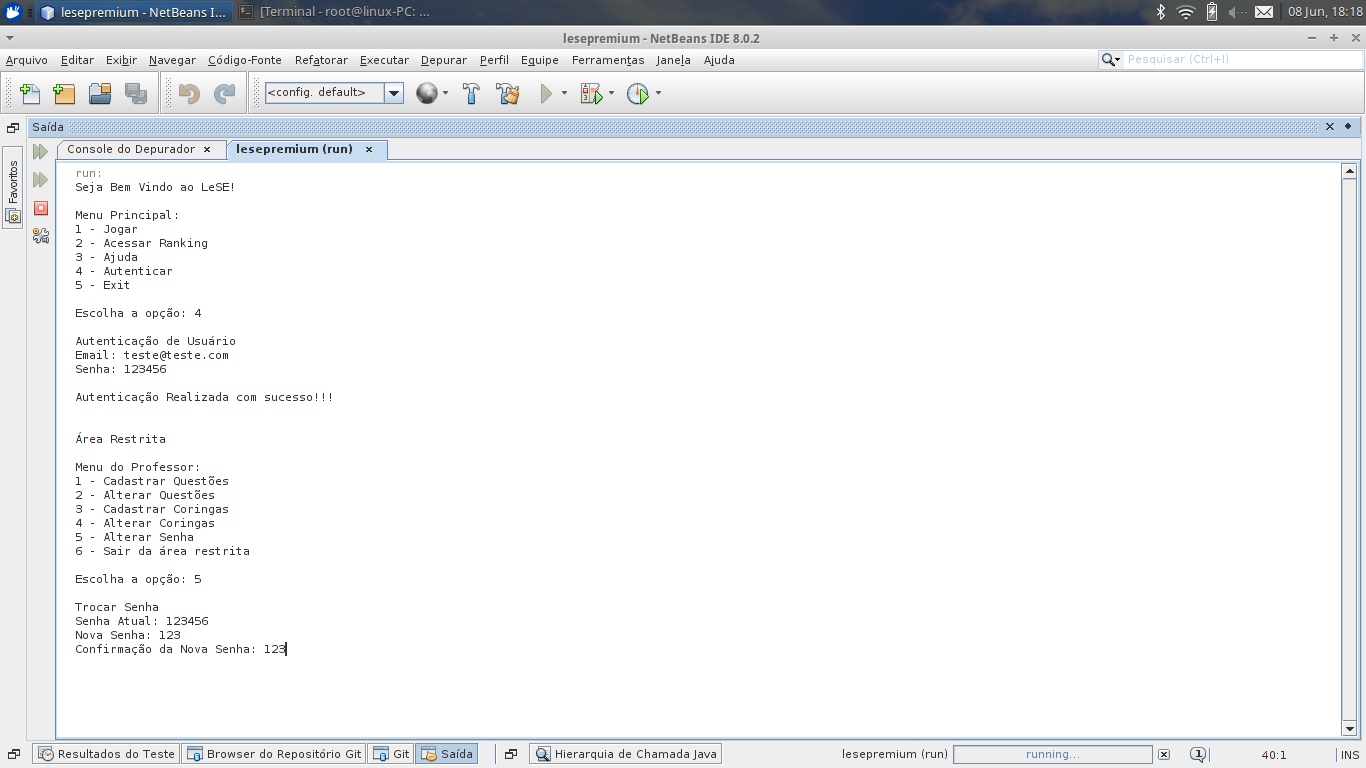 lesepremium - NetBeans I...
[Terminal - root@linux-PC: ...
08 Jun, 18:18
lesepremium - NetBeans IDE 8.0.2
Arquivo Editar Exibir Navegar Código-Fonte Refatorar Executar Depurar Perfil Equipe Ferramentas Janela Ajuda
Pesquisar (Ctrl+I)
<config. default>
Saída
Favoritos
Console do Depurador
lesepremium (run)
run:
Seja Bem Vindo ao LeSE!
Menu Principal:
1 - Jogar
2 - Acessar Ranking
3 - Ajuda
4 - Autenticar
5 - Exit
Escolha a opção: 4
Autenticação de Usuário
Email: teste@teste.com
Senha: 123456
Autenticação Realizada com sucesso!!!
Área Restrita
Menu do Professor:
1 - Cadastrar Questões
2 - Alterar Questões
3 - Cadastrar Coringas
4 - Alterar Coringas
5 - Alterar Senha
6 - Sair da área restrita
Escolha a opção: 5
Trocar Senha
Senha Atual: 123456
Nova Senha: 123
Confirmação da Nova Senha: 123
Resultados do Teste
Browser do Repositório Git
Git
Saída
Hierarquia de Chamada Java
lesepremium (run)
running...
1
40:1
INS